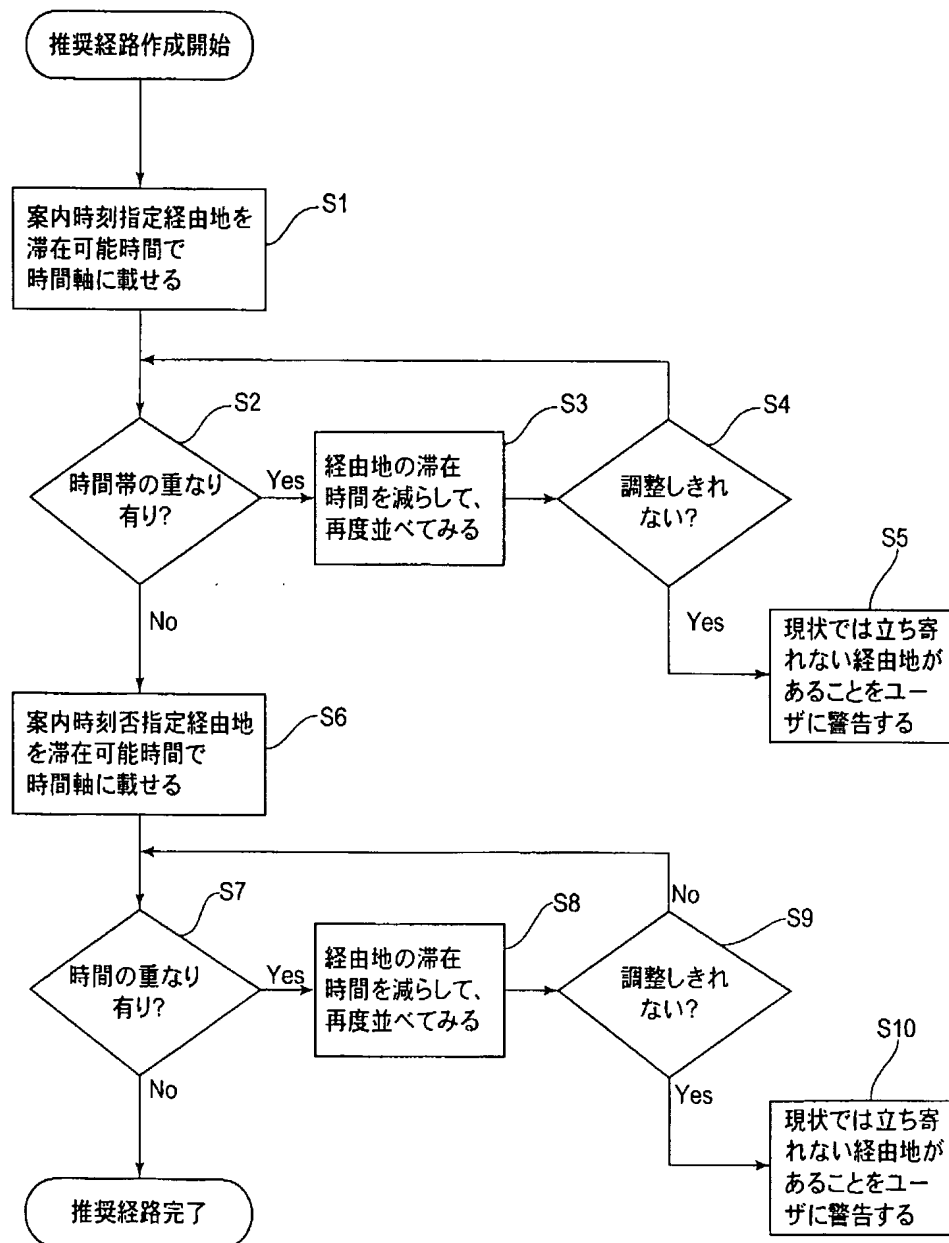 推奨経路作成開始
S1
案内時刻指定経由地を
滞在可能時間で
時間軸に載せる
S2
時間帯の重なり
有り?
Yes
No
S3
経由地の滞在
時間を減らして、
再度並べてみる
S4
調整しきれ
ない?
Yes
S5
現状では立ち寄
れない経由地が
あることをユー
ザに警告する
S6
案内時刻否指定経由地
を滞在可能時間で
時間軸に載せる
S7
時間の重なり
有り?
Yes
No
S8
経由地の滞在
時間を減らして、
再度並べてみる
No
S9
調整しきれ
ない?
Yes
S10
現状では立ち寄
れない経由地が
あることをユー
ザに警告する
推奨経路完了